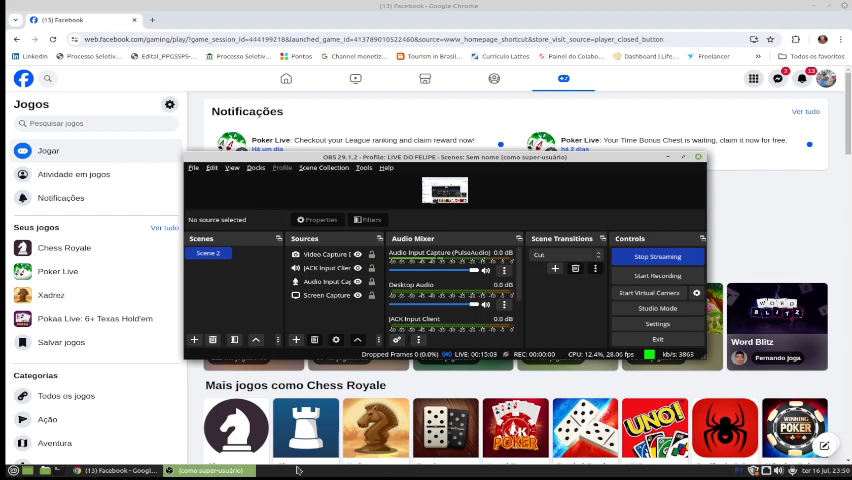 (13) Facebook - Google Chrome
(13) Facebook
web.facebook.com/gaming/play/?game_session_id=444199218&launched_game_id=413789010522460&source=www_homepage_shortcut&store_visit_source=player_closed_button
Linkedin Processo Seletiv... Edital_PPGSSPS-... Processo Seletiv... Pontos Channel monetiz... Tourism in Brasil... Currículo Lattes Painel do Colabo... Dashboard | Life... Freelancer » Todos os favoritos
Jogos
Pesquisar jogos
Jogar
Atividade em jogos
Notificações
Seus jogos Ver tudo
Chess Royale
Poker Live
Xadrez
Pokaa Live: 6+ Texas Hold'em
Salvar jogos
Categorias
Todos os jogos
Ação
Aventura
2
13
Notificações Ver tudo
Poker Live: Checkout your League ranking and claim reward now!
Há um dia
Poker Live: Your Time Bonus Chest is waiting, claim it now for free.
há 2 dias
OBS 29.1.2 - Profile: LIVE DO FELIPE - Scenes: Sem nome (como super-usuário)
File Edit View Docks Profile Scene Collection Tools Help
No source selected Properties Filters
Scenes Sources Audio Mixer Scene Transitions Controls
Scene 2
Video Capture D
JACK Input Clier
Audio Input Cap
Screen Capture
Audio Input Capture (PulseAudio) 0.0 dB
Desktop Audio 0.0 dB
JACK Input Client 0.0 dB
Cut
Stop Streaming
Start Recording
Start Virtual Camera
Studio Mode
Settings
Exit
Dropped Frames 0 (0.0%) LIVE: 00:15:03 REC: 00:00:00 CPU: 12.4%, 28.06 fps kb/s: 3863
WORD
BLITZ
Word Blitz
Fernando joga
Mais jogos como Chess Royale
POKER
UNO!
WINNING
POKER
(13) Facebook - Goog... (como super-usuário)
PT ter 16 jul, 23:50